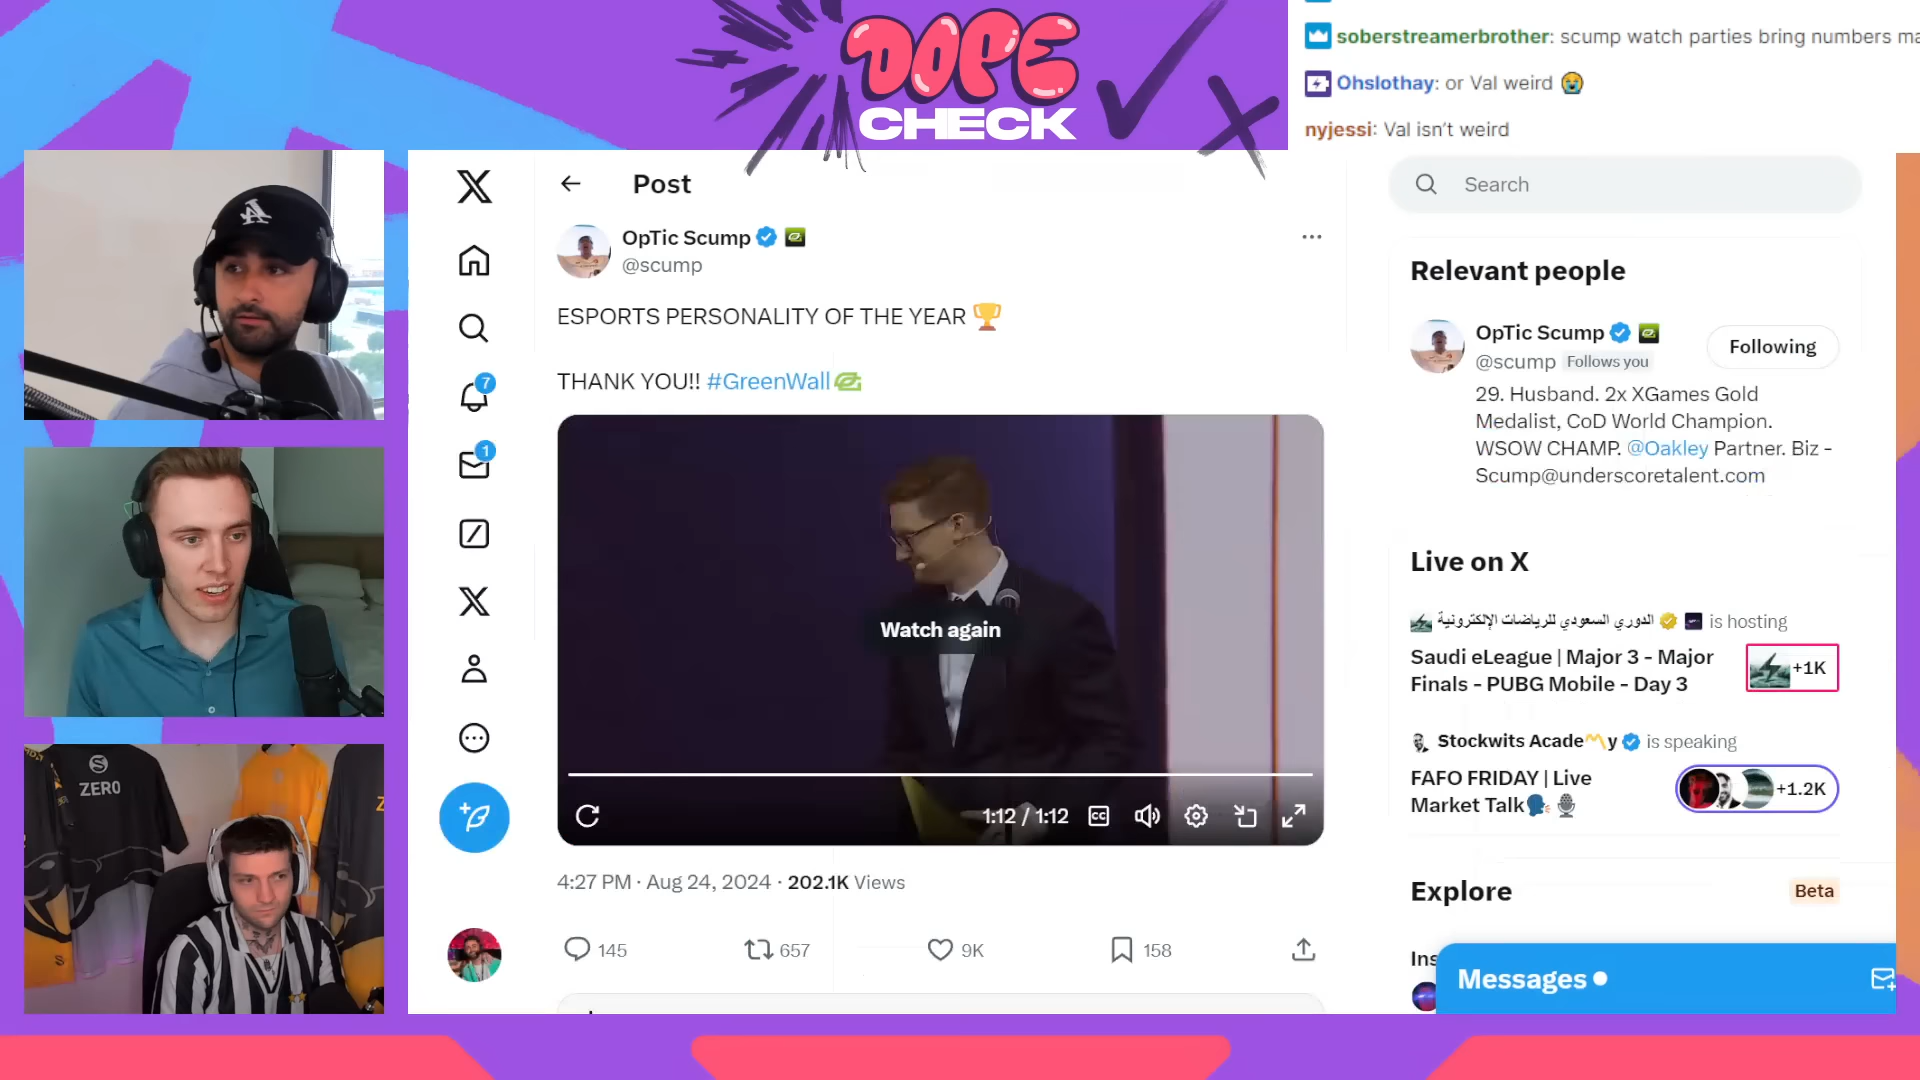 DOPE
CHECK
soberstreamerbrother: scump watch parties bring numbers ma
Ohslothay: or Val weird 😭
nyjessi: Val isn't weird
Post
Search
OpTic Scump
@scump
ESPORTS PERSONALITY OF THE YEAR 🏆
THANK YOU!! #GreenWall
Watch again
1:12 / 1:12
CC
4:27 PM · Aug 24, 2024 · 202.1K Views
145
657
9K
158
7
1
Relevant people
OpTic Scump
@scump Follows you
Following
29. Husband. 2x XGames Gold
Medalist, CoD World Champion.
WSOW CHAMP. @Oakley Partner. Biz -
Scump@underscoretalent.com
Live on X
الدوري السعودي للرياضات الإلكترونية is hosting
Saudi eLeague | Major 3 - Major
Finals - PUBG Mobile - Day 3
+1K
Stockwits Acade〽️y is speaking
FAFO FRIDAY | Live
Market Talk🗣️🎙️
+1.2K
Explore
Beta
Ins
Messages
A
ZERO